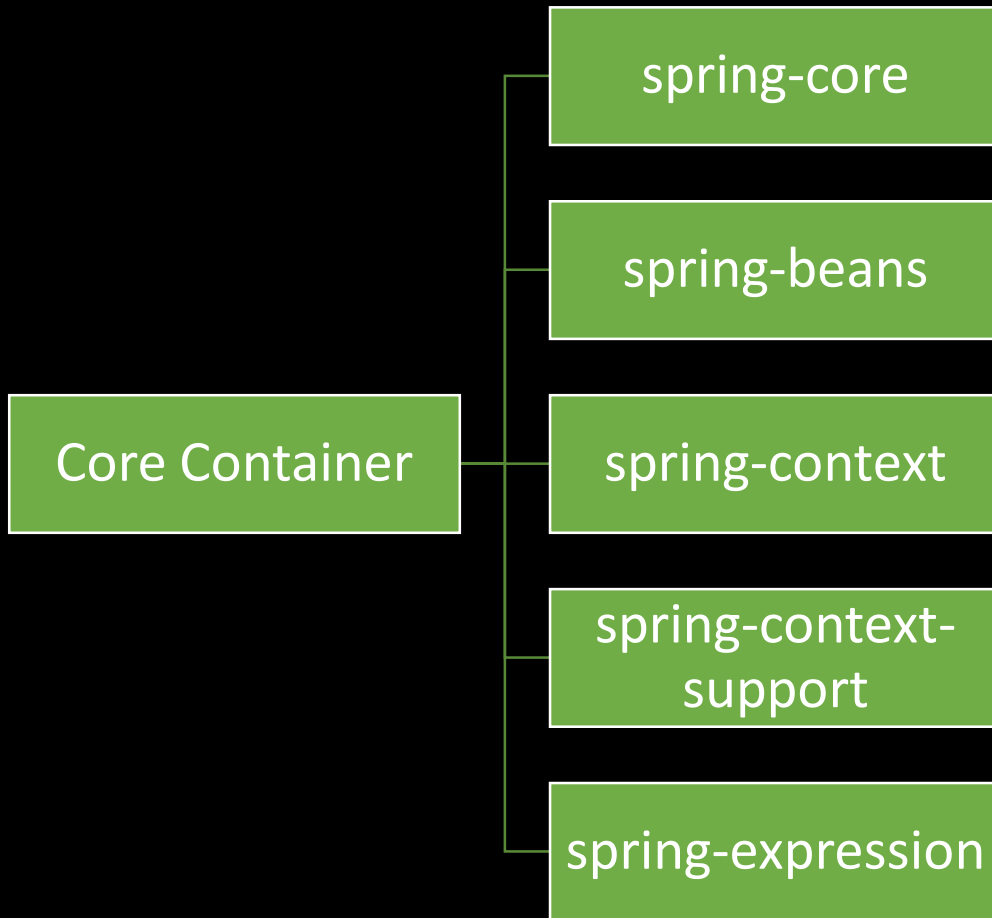 spring-core
spring-beans
Core Container
spring-context
spring-context-
support
spring-expression